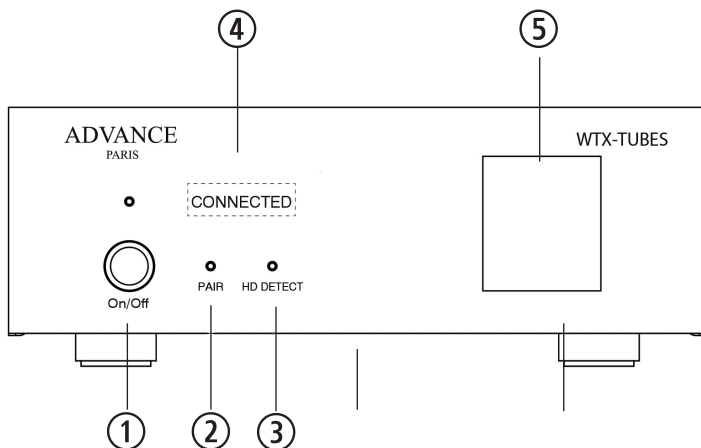 4
5
ADVANCE
PARIS
WTX-TUBES
CONNECTED
PAIR
HD DETECT
On/Off
1
2
3